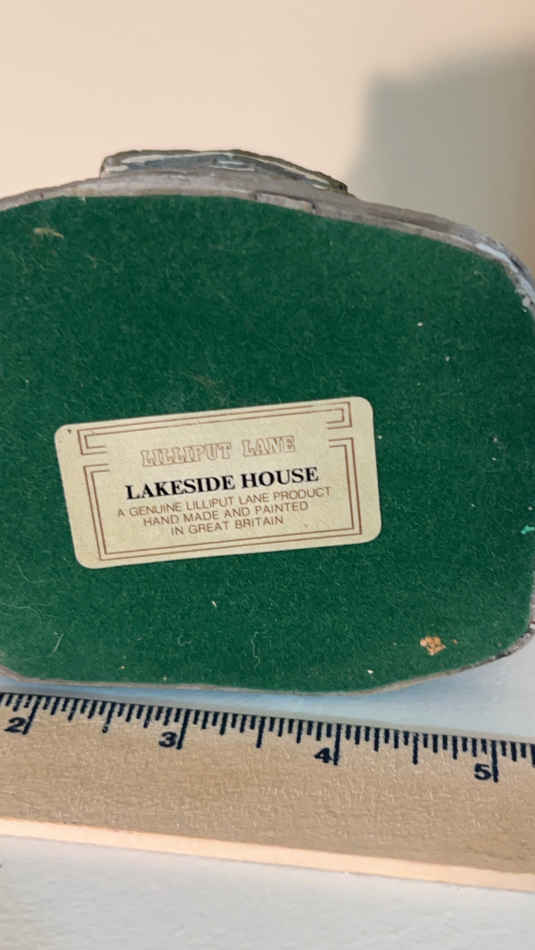 LILLIPUT LANE
LAKESIDE HOUSE
A GENUINE LILLIPUT LANE PRODUCT
HAND MADE AND PAINTED
IN GREAT BRITAIN
2 3 4 5